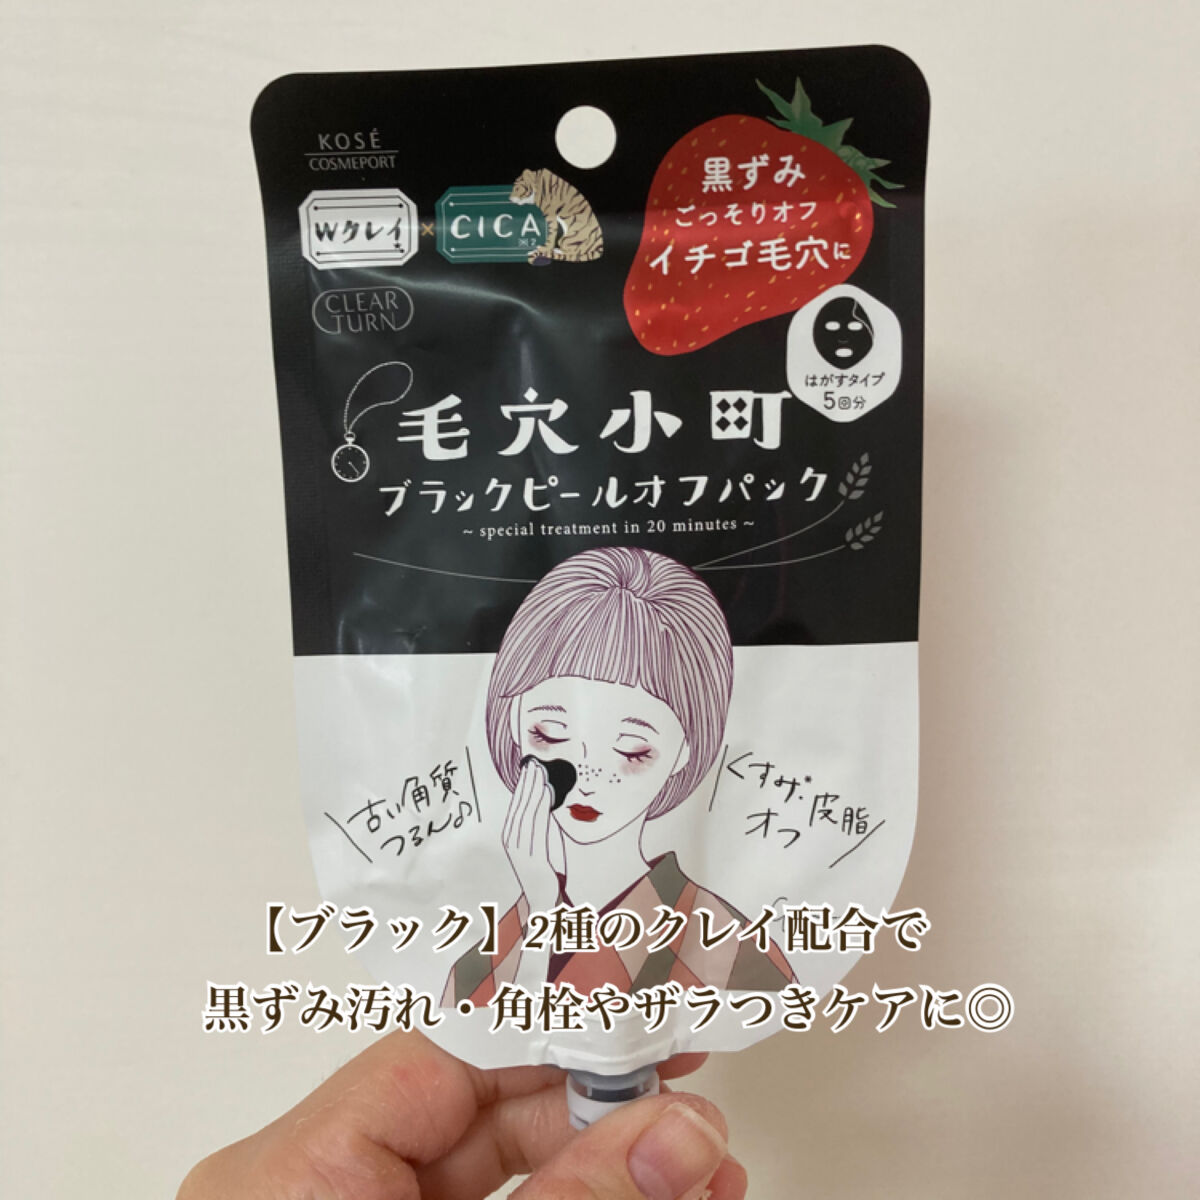 KOSÉ
COSMEPORT
Wクレイ × CICA
※2
CLEAR
TURN
黒ずみ
ごっそりオフ
イチゴ毛穴に
はがすタイプ
5回分
毛穴小町
ブラックピールオフパック
~ special treatment in 20 minutes ~
古い角質
つるん♪
くすみ*・皮脂
オフ
【ブラック】2種のクレイ配合で
黒ずみ汚れ・角栓やザラつきケアに◎